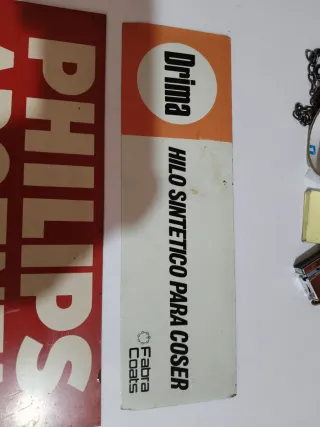 PHILIPS
Drima
HILO SINTETICO PARA COSER
Fabra
Coats